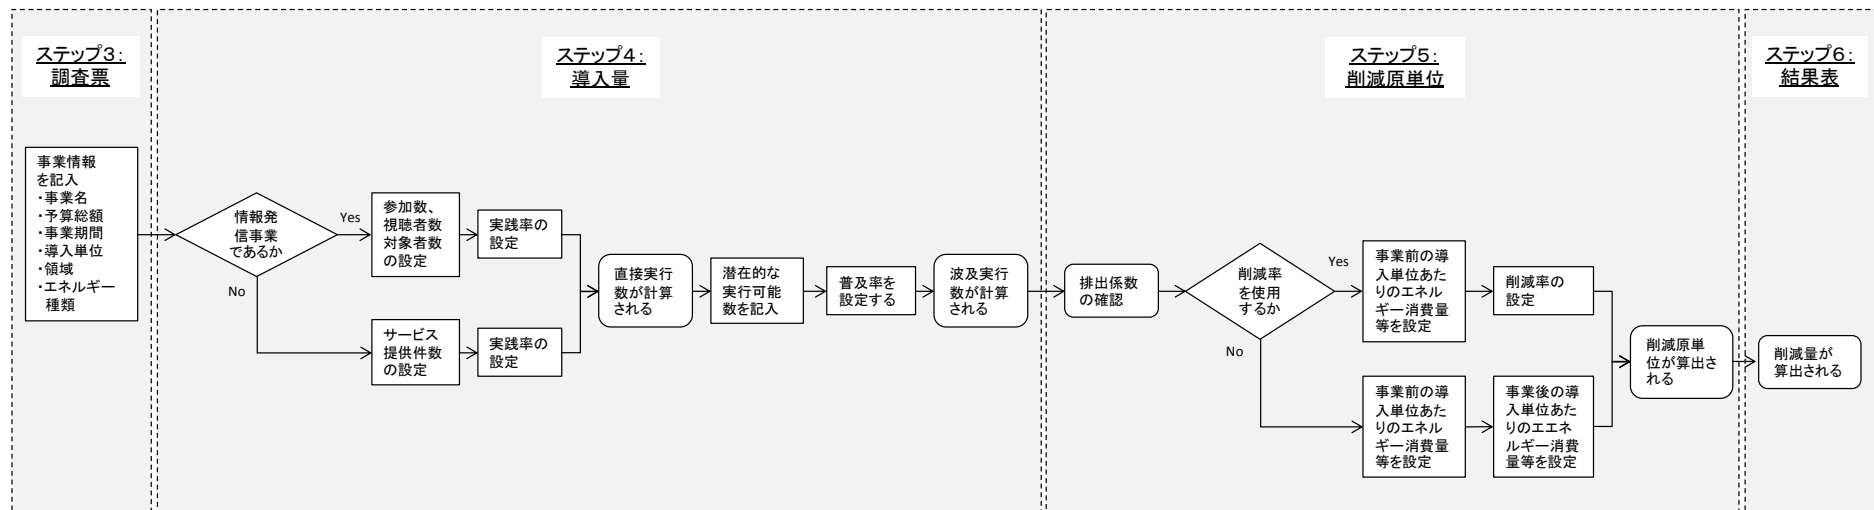 ステップ3：
調査票
事業情報
を記入
・事業名
・予算総額
・事業期間
・導入単位
・領域
・エネルギー
種類
ステップ4：
導入量
情報発
信事業
であるか
Yes
No
参加数、
視聴者数
対象者数
の設定
実践率の
設定
サービス
提供件数
の設定
実践率の
設定
直接実行
数が計算
される
潜在的な
実行可能
数を記入
普及率を
設定する
波及実行
数が計算
される
ステップ5：
削減原単位
排出係数
の確認
削減率
を使用
するか
Yes
No
事業前の導
入単位あた
りのエネル
ギー消費量
等を設定
削減率の
設定
事業前の導
入単位あた
りのエネル
ギー消費量
等を設定
事業後の導
入単位あた
りのエエネ
ルギー消費
量等を設定
削減原単
位が算出さ
れる
ステップ6：
結果表
削減量が
算出される